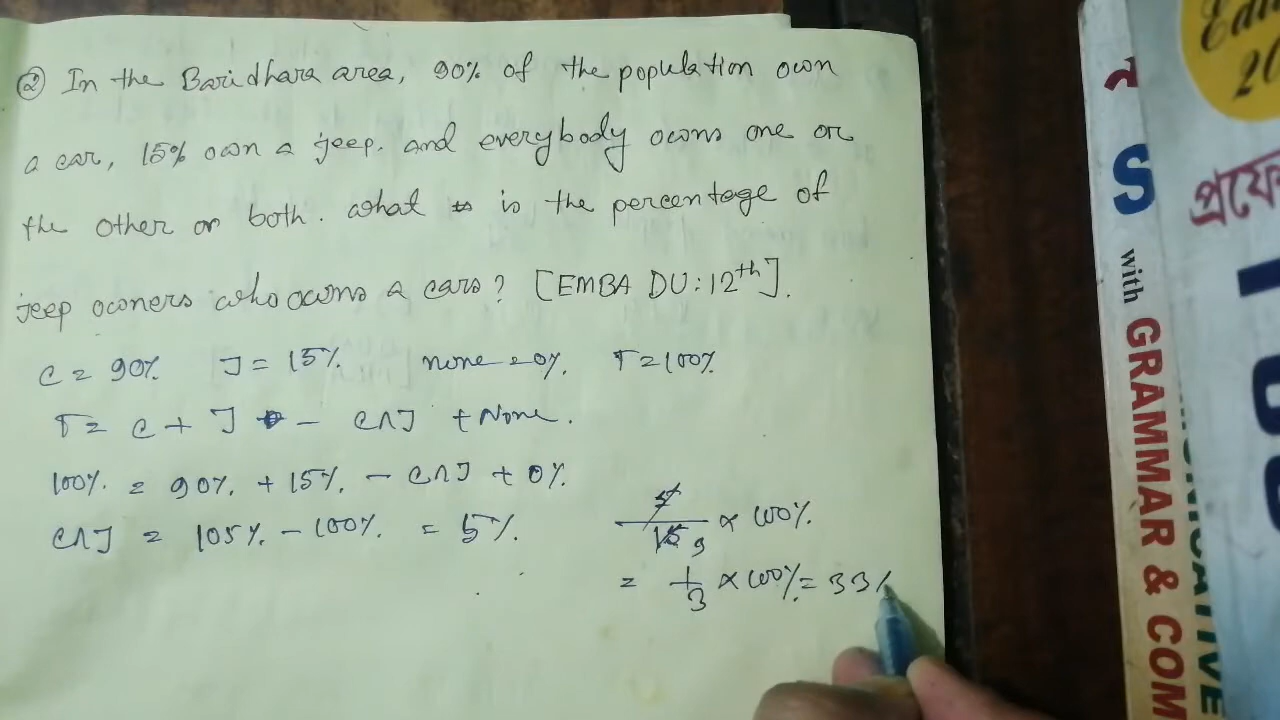 ② In the Baridhara area, 90% of the population own
a car, 15% own a jeep. and everybody owns one or
the other or both. what is the percentage of
jeep owners who owns a cars? [EMBA DU:12th].
C = 90% J = 15% none = 0% T = 100%
T = C + J - C∩J + None.
100% = 90% + 15% - C∩J + 0%
C∩J = 105% - 100% = 5%
5/15 3 × 100%
= 1/3 × 100% = 33%
S with GRAMMAR & COM
প্রফে